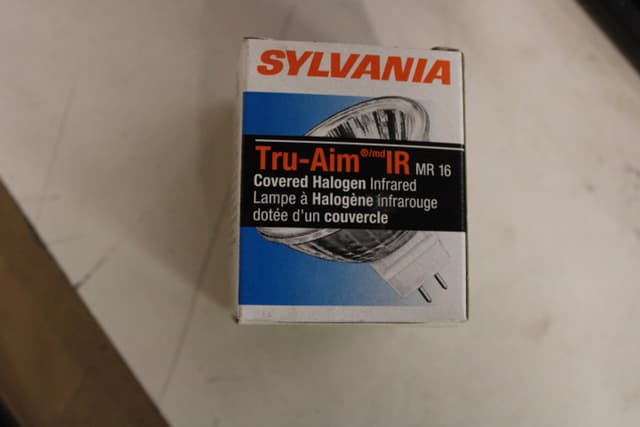 SYLVANIA
Tru-Aim®/md IR MR 16
Covered Halogen Infrared
Lampe à Halogène infrarouge
dotée d'un couvercle